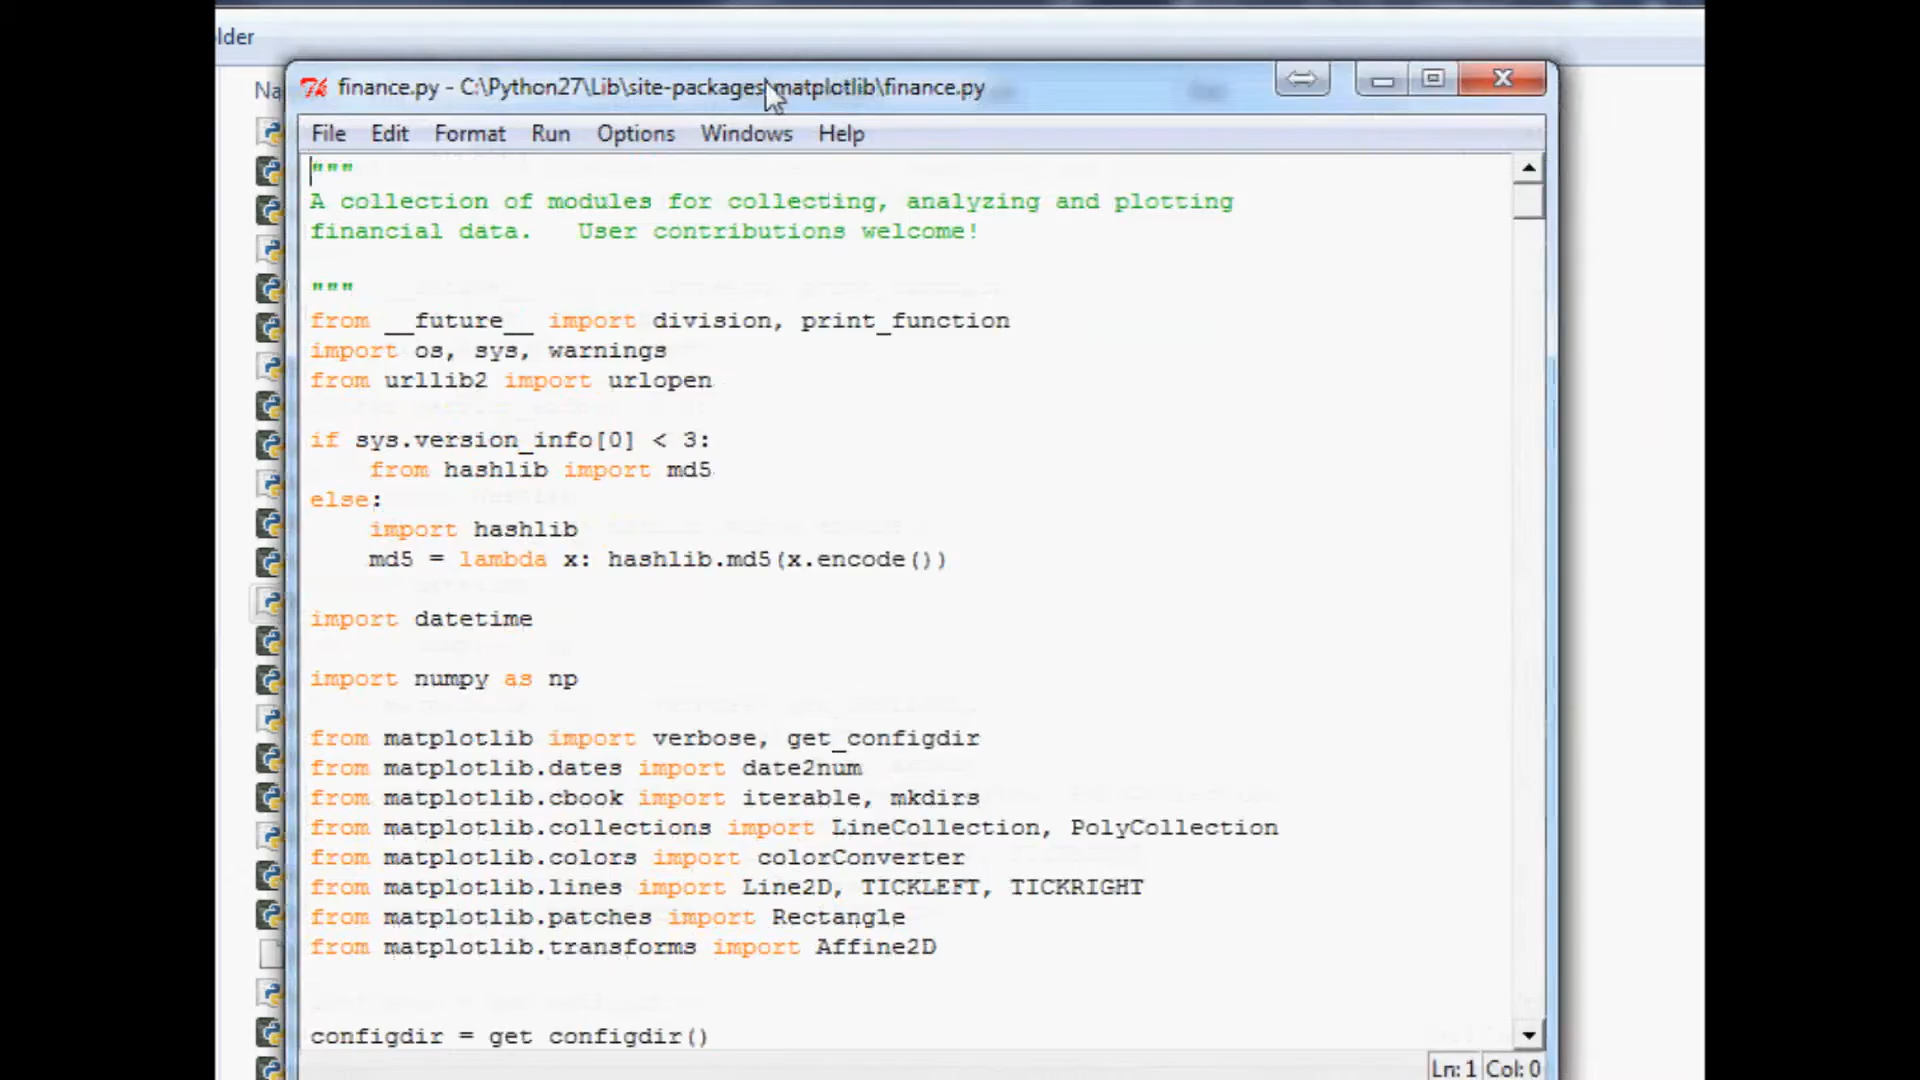 older
Na
finance.py - C:\Python27\Lib\site-packages\matplotlib\finance.py
File Edit Format Run Options Windows Help
"""
A collection of modules for collecting, analyzing and plotting
financial data.   User contributions welcome!
"""
from __future__ import division, print_function
import os, sys, warnings
from urllib2 import urlopen
if sys.version_info[0] < 3:
    from hashlib import md5
else:
    import hashlib
    md5 = lambda x: hashlib.md5(x.encode())
import datetime
import numpy as np
from matplotlib import verbose, get_configdir
from matplotlib.dates import date2num
from matplotlib.cbook import iterable, mkdirs
from matplotlib.collections import LineCollection, PolyCollection
from matplotlib.colors import colorConverter
from matplotlib.lines import Line2D, TICKLEFT, TICKRIGHT
from matplotlib.patches import Rectangle
from matplotlib.transforms import Affine2D
configdir = get_configdir()
Ln: 1 Col: 0